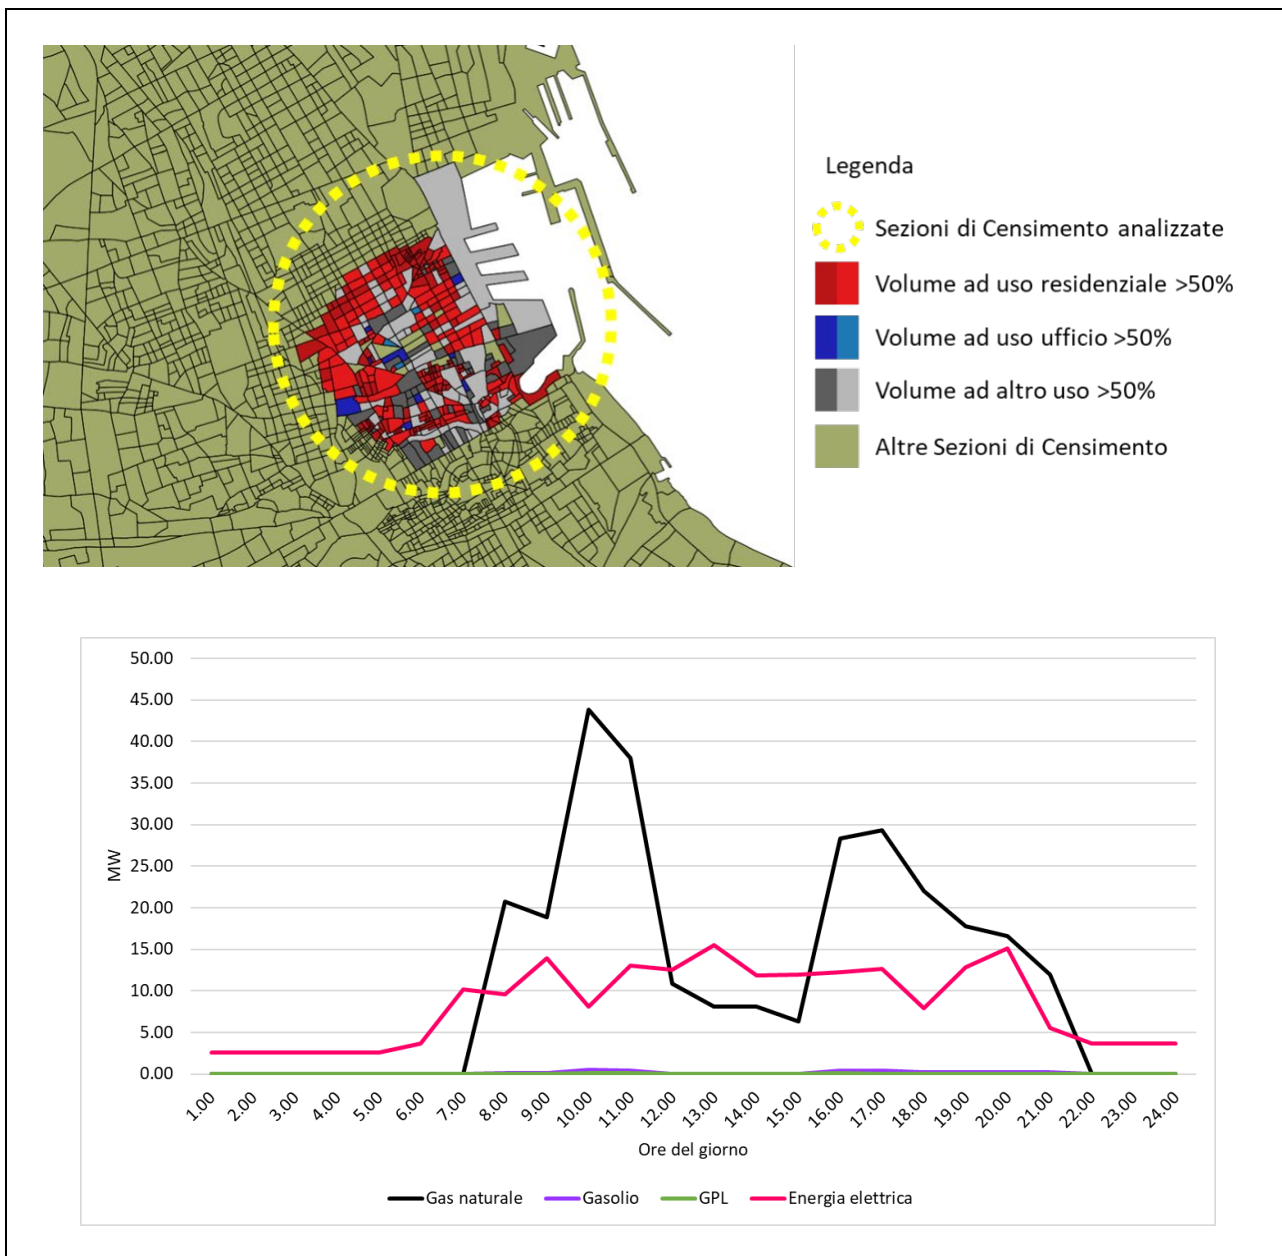 Legenda
Sezioni di Censimento analizzate
Volume ad uso residenziale >50%
Volume ad uso ufficio >50%
Volume ad altro uso >50%
Altre Sezioni di Censimento
50.00
45.00
40.00
35.00
30.00
25.00
20.00
15.00
10.00
5.00
0.00
MW
1.00 2.00 3.00 4.00 5.00 6.00 7.00 8.00 9.00 10.00 11.00 12.00 13.00 14.00 15.00 16.00 17.00 18.00 19.00 20.00 21.00 22.00 23.00 24.00
Ore del giorno
Gas naturale Gasolio GPL Energia elettrica